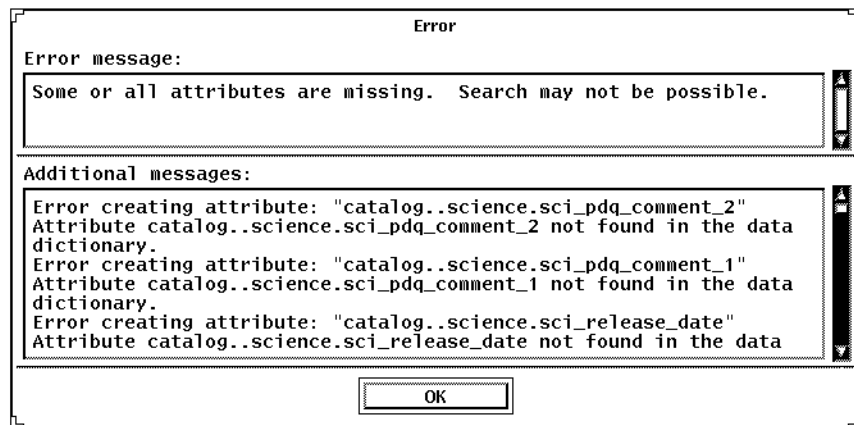 Error
Error message:
Some or all attributes are missing.  Search may not be possible.
Additional messages:
Error creating attribute: "catalog..science.sci_pdq_comment_2"
Attribute catalog..science.sci_pdq_comment_2 not found in the data
dictionary.
Error creating attribute: "catalog..science.sci_pdq_comment_1"
Attribute catalog..science.sci_pdq_comment_1 not found in the data
dictionary.
Error creating attribute: "catalog..science.sci_release_date"
Attribute catalog..science.sci_release_date not found in the data
OK